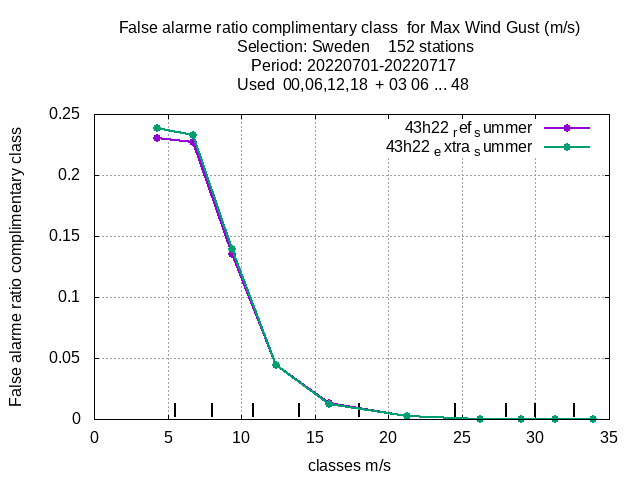 False alarme ratio complimentary class  for Max Wind Gust (m/s)
Selection: Sweden    152 stations
Period: 20220701-20220717
Used  00,06,12,18  + 03 06 ... 48
False alarme ratio complimentary class
0.25
0.2
0.15
0.1
0.05
0
43h22 ref summer
43h22 extra summer
0 5 10 15 20 25 30 35
classes m/s